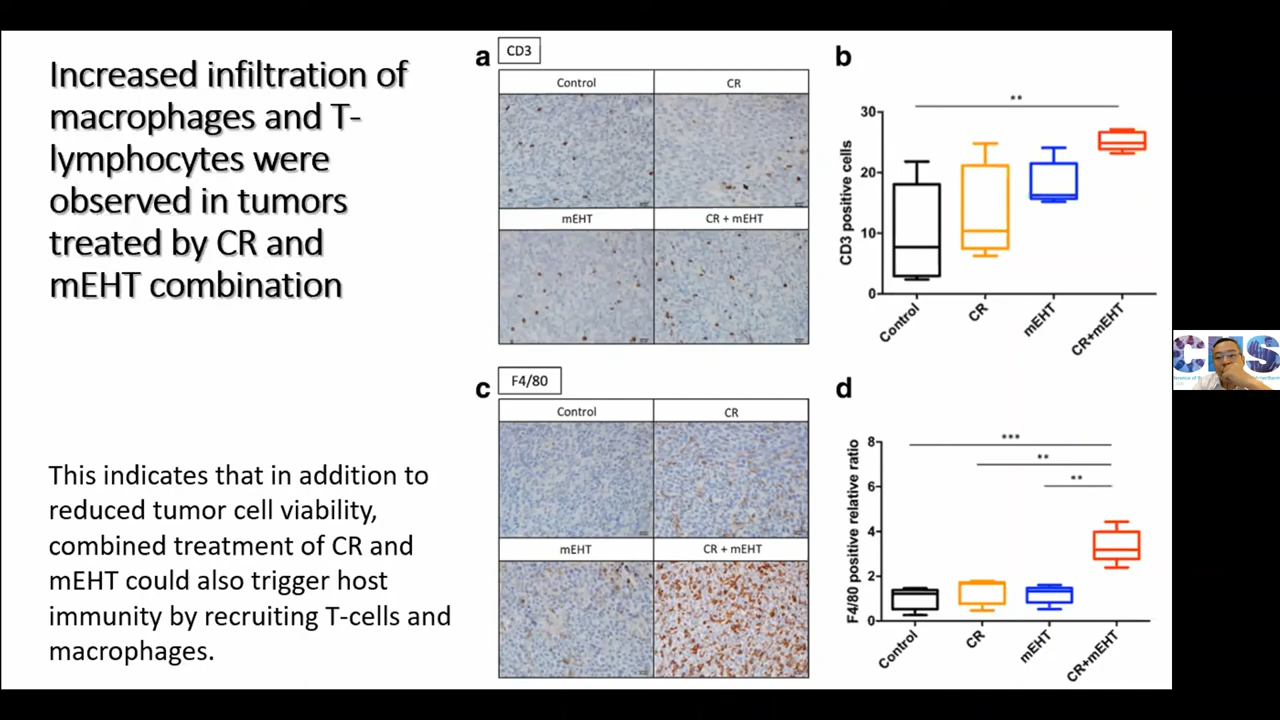 Increased infiltration of
macrophages and T-
lymphocytes were
observed in tumors
treated by CR and
mEHT combination
This indicates that in addition to
reduced tumor cell viability,
combined treatment of CR and
mEHT could also trigger host
immunity by recruiting T-cells and
macrophages.
a CD3
Control CR
mEHT CR + mEHT
b
**
CD3 positive cells
30
20
10
0
Control CR mEHT CR+mEHT
c F4/80
Control CR
mEHT CR + mEHT
d
***
**
**
F4/80 positive relative ratio
8
6
4
2
0
Control CR mEHT CR+mEHT